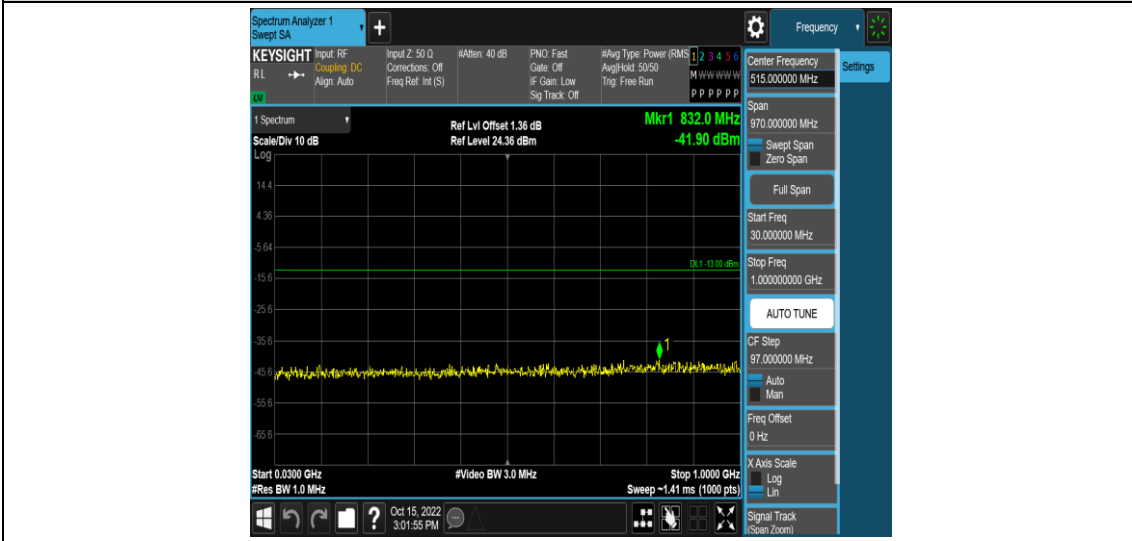 Spectrum Analyzer 1
Swept SA
+
Frequency
KEYSIGHT
RL
LNI
Input: RF
Coupling: DC
Align: Auto
Input Z: 50 Ω
Corrections: Off
Freq Ref: Int (S)
#Atten: 40 dB
PNO: Fast
Gate: Off
IF Gain: Low
Sig Track: Off
#Avg Type: Power (RMS
Avg|Hold: 50/50
Trig: Free Run
1 2 3 4 5 6
M W W W W W
P P P P P P
1 Spectrum
Scale/Div 10 dB
Log
Ref Lvl Offset 1.36 dB
Ref Level 24.36 dBm
Mkr1 832.0 MHz
-41.90 dBm
14.4
4.36
-5.64
DL1 -13.00 dBm
-15.6
-25.6
-35.6
1
-45.6
-55.6
-65.6
Start 0.0300 GHz
#Res BW 1.0 MHz
#Video BW 3.0 MHz
Stop 1.0000 GHz
Sweep ~1.41 ms (1000 pts)
?
Oct 15, 2022
3:01:55 PM
Center Frequency
515.000000 MHz
Settings
Span
970.000000 MHz
Swept Span
Zero Span
Full Span
Start Freq
30.000000 MHz
Stop Freq
1.000000000 GHz
AUTO TUNE
CF Step
97.000000 MHz
Auto
Man
Freq Offset
0 Hz
X Axis Scale
Log
Lin
Signal Track
(Span Zoom)